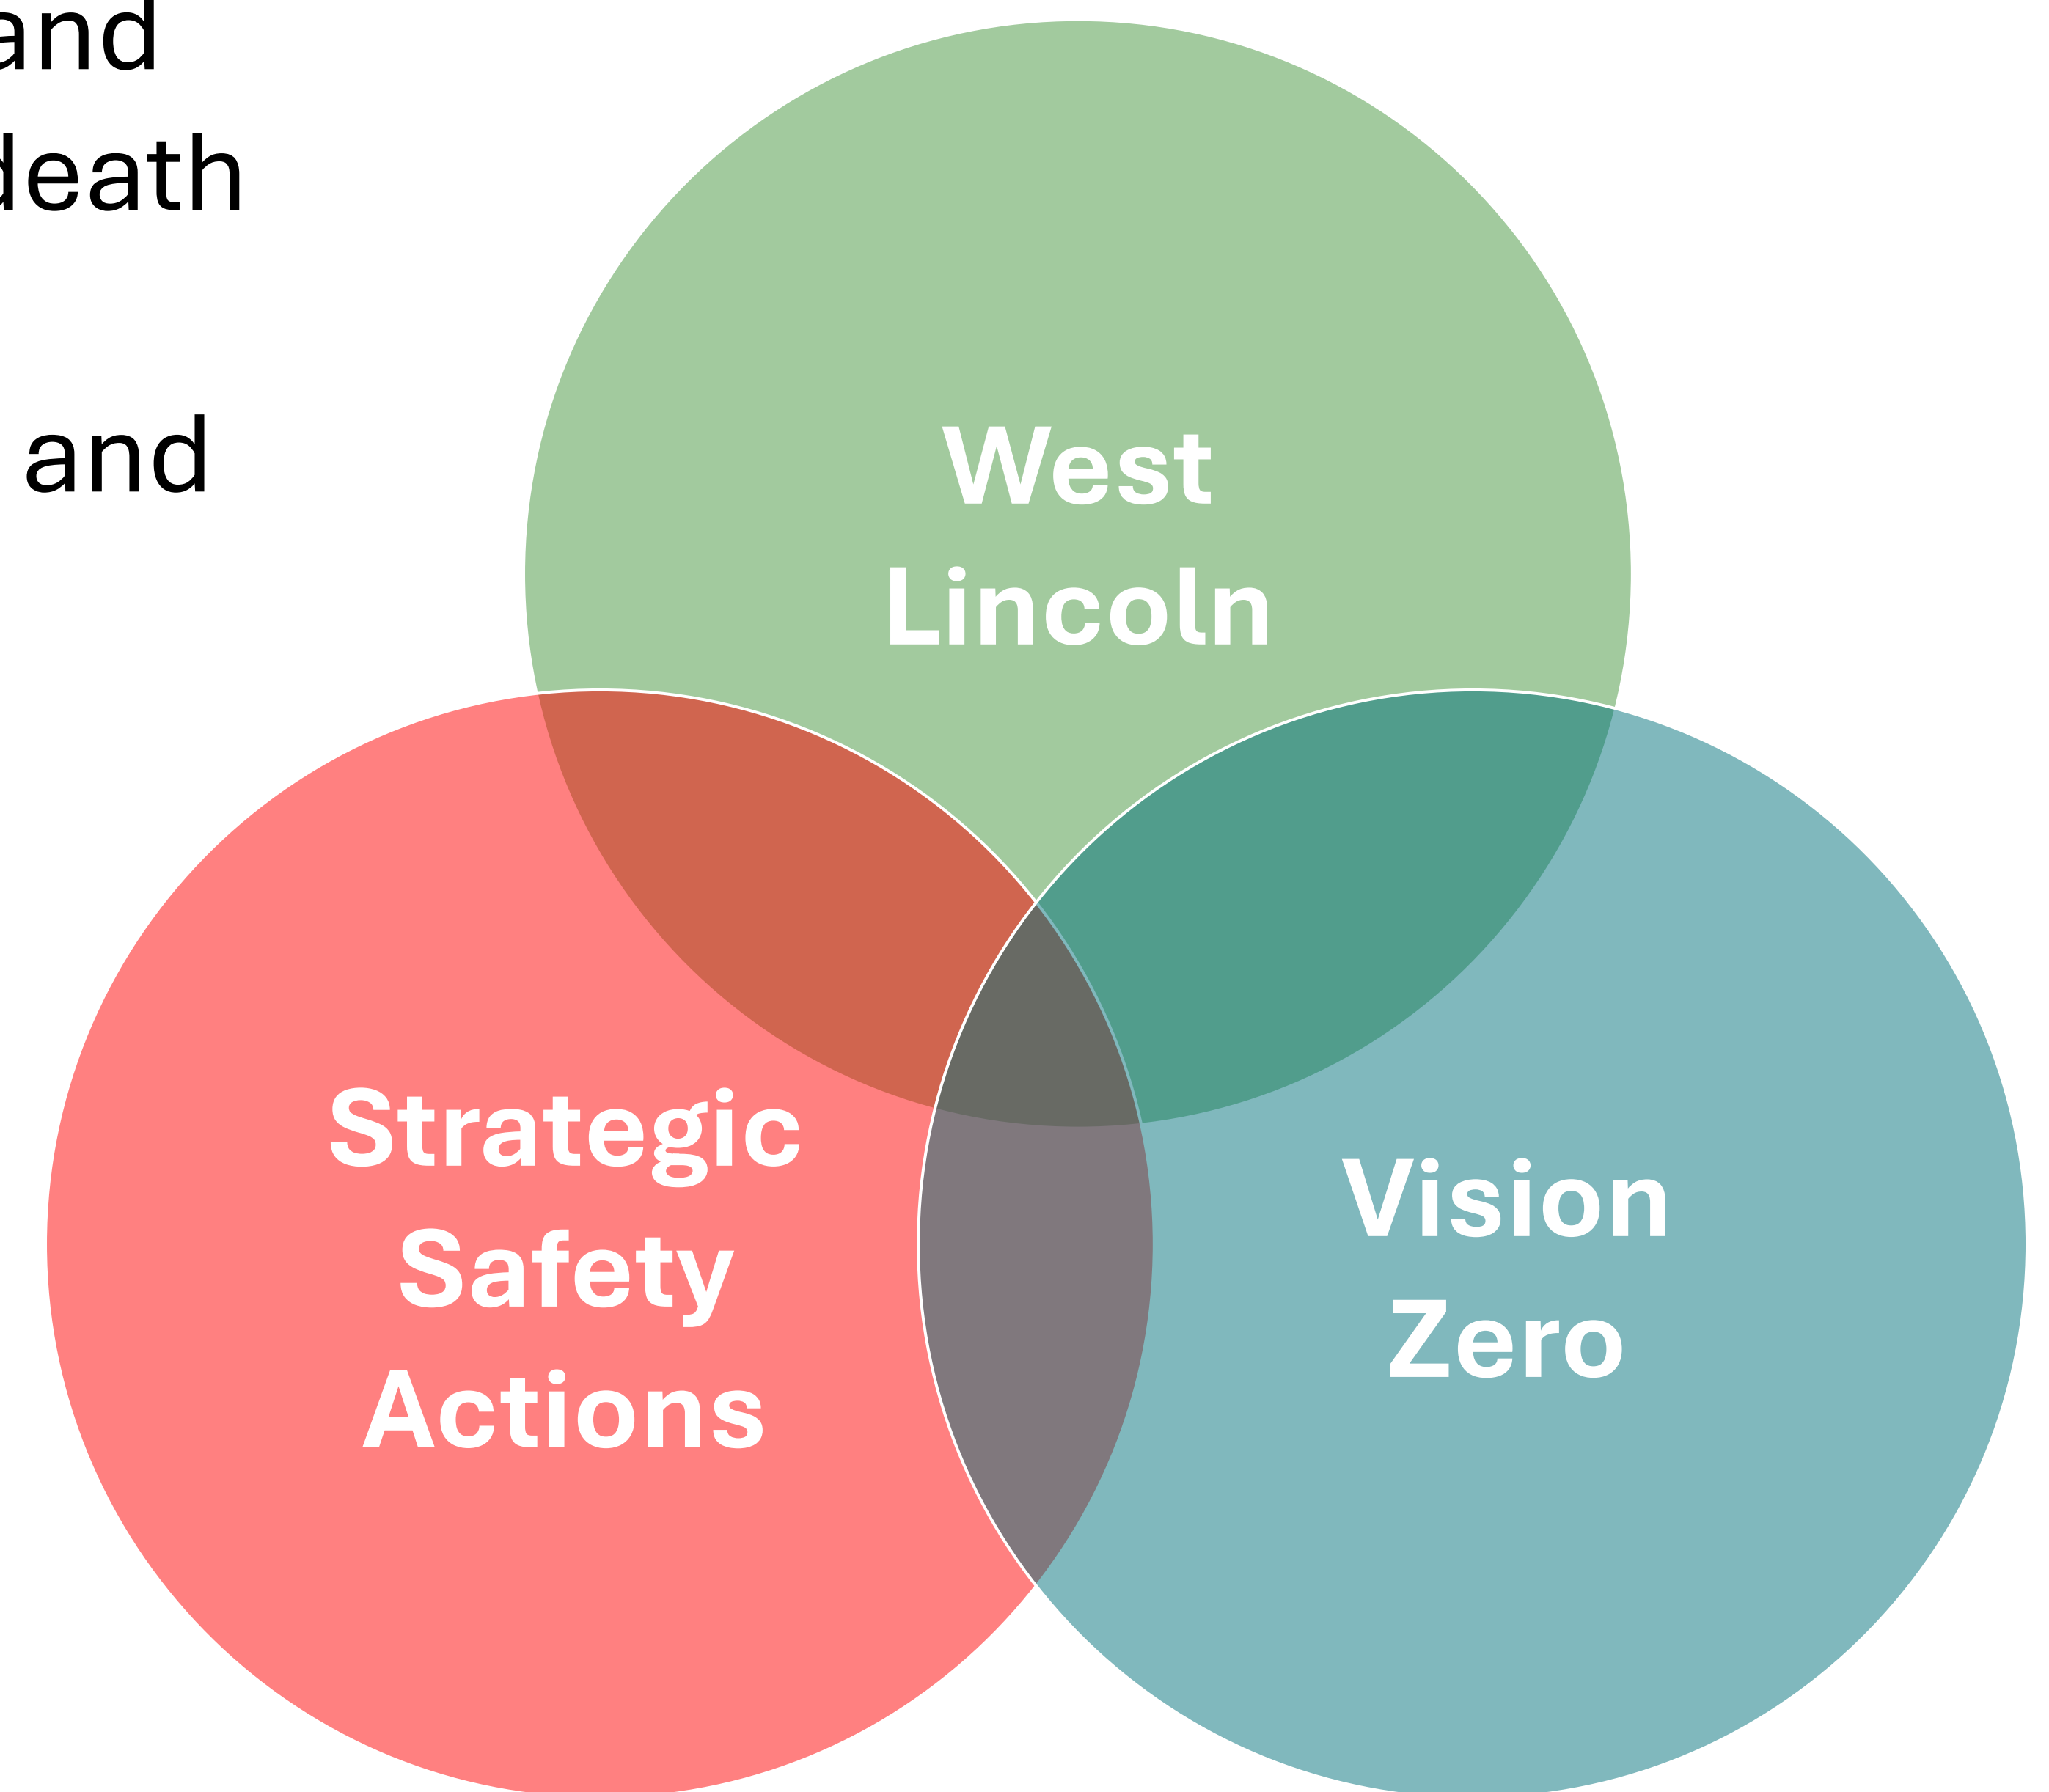 and
death
and
West
Lincoln
Strategic
Safety
Actions
Vision
Zero